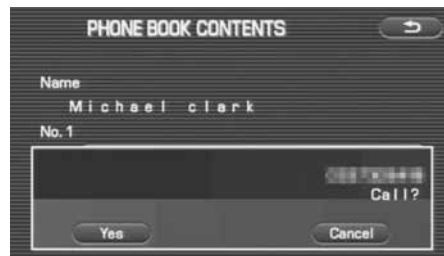 PHONE BOOK CONTENTS
Name
Michael clark
No.1
Call?
Yes
Cancel